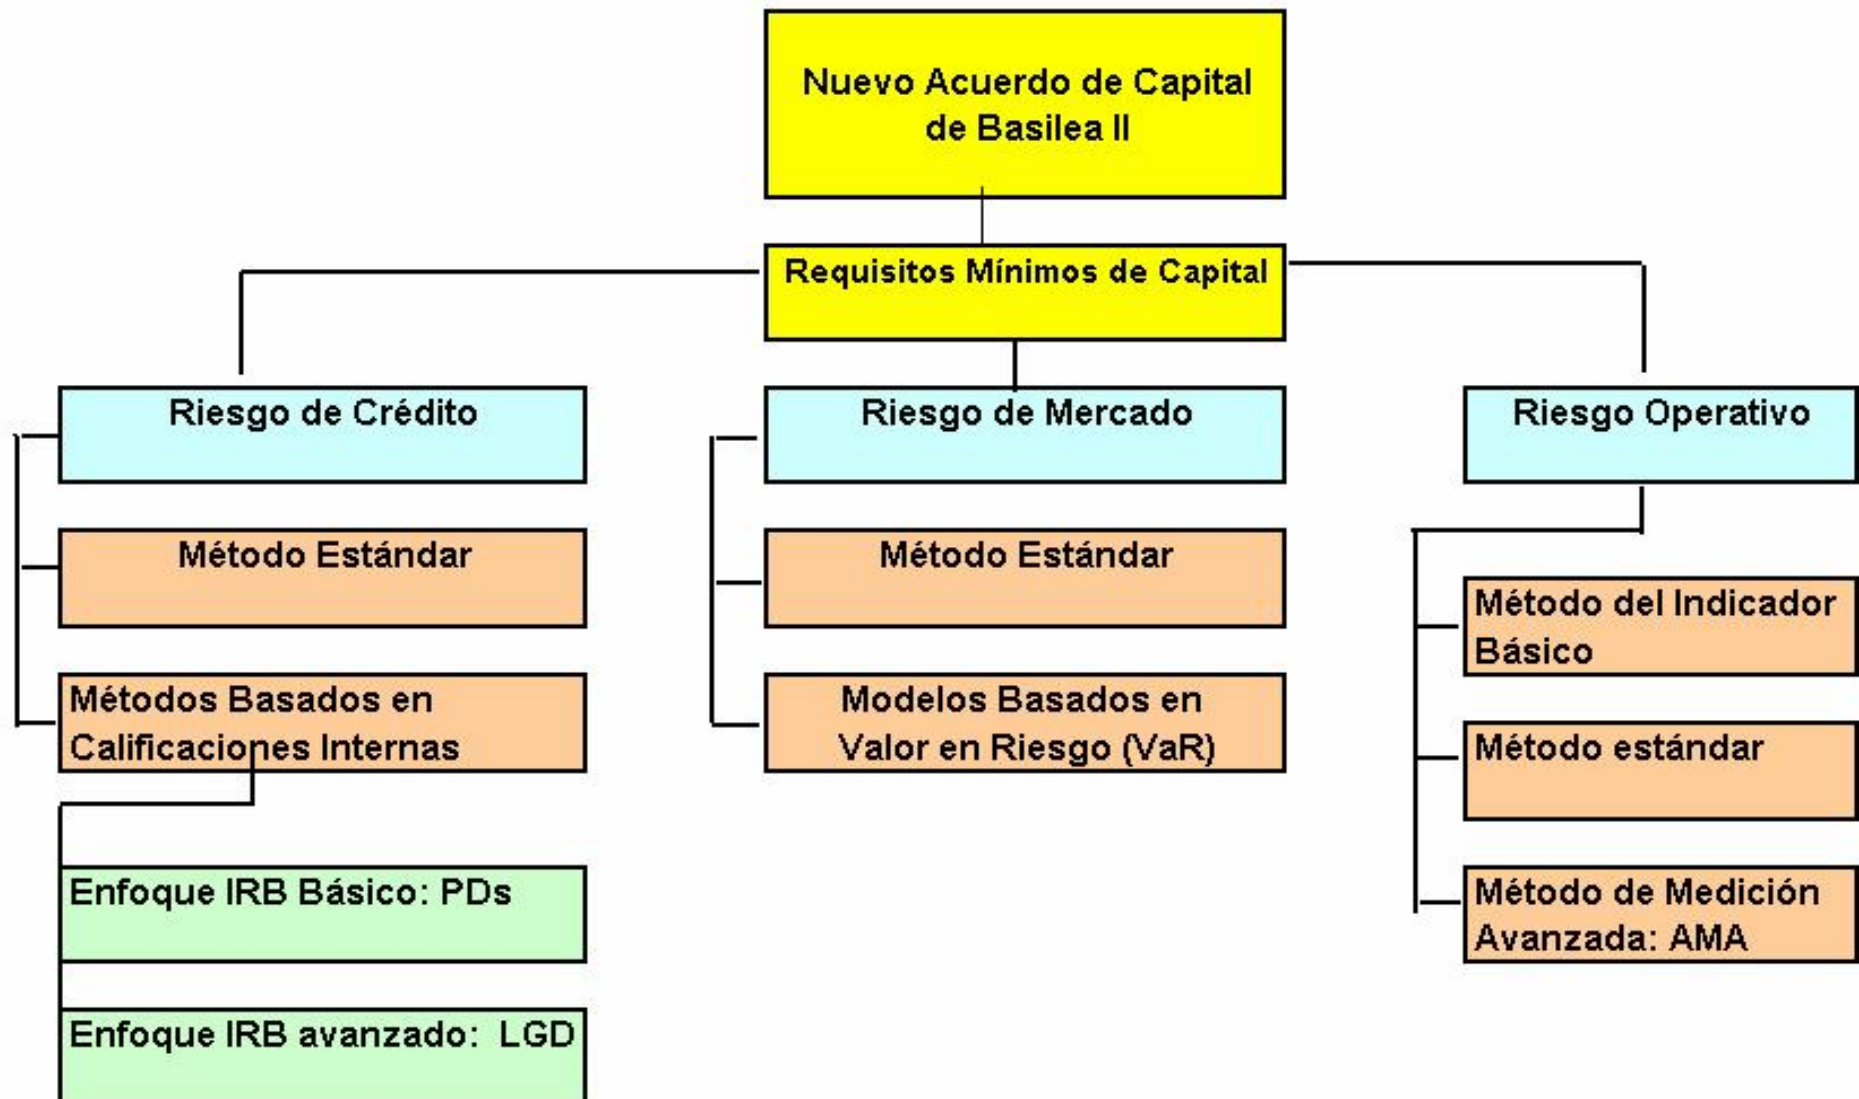 Nuevo Acuerdo de Capital
de Basilea II
Requisitos Mínimos de Capital
Riesgo de Crédito
Riesgo de Mercado
Riesgo Operativo
Método Estándar
Método Estándar
Método del Indicador
Básico
Métodos Basados en
Calificaciones Internas
Modelos Basados en
Valor en Riesgo (VaR)
Método estándar
Enfoque IRB Básico: PDs
Método de Medición
Avanzada: AMA
Enfoque IRB avanzado: LGD